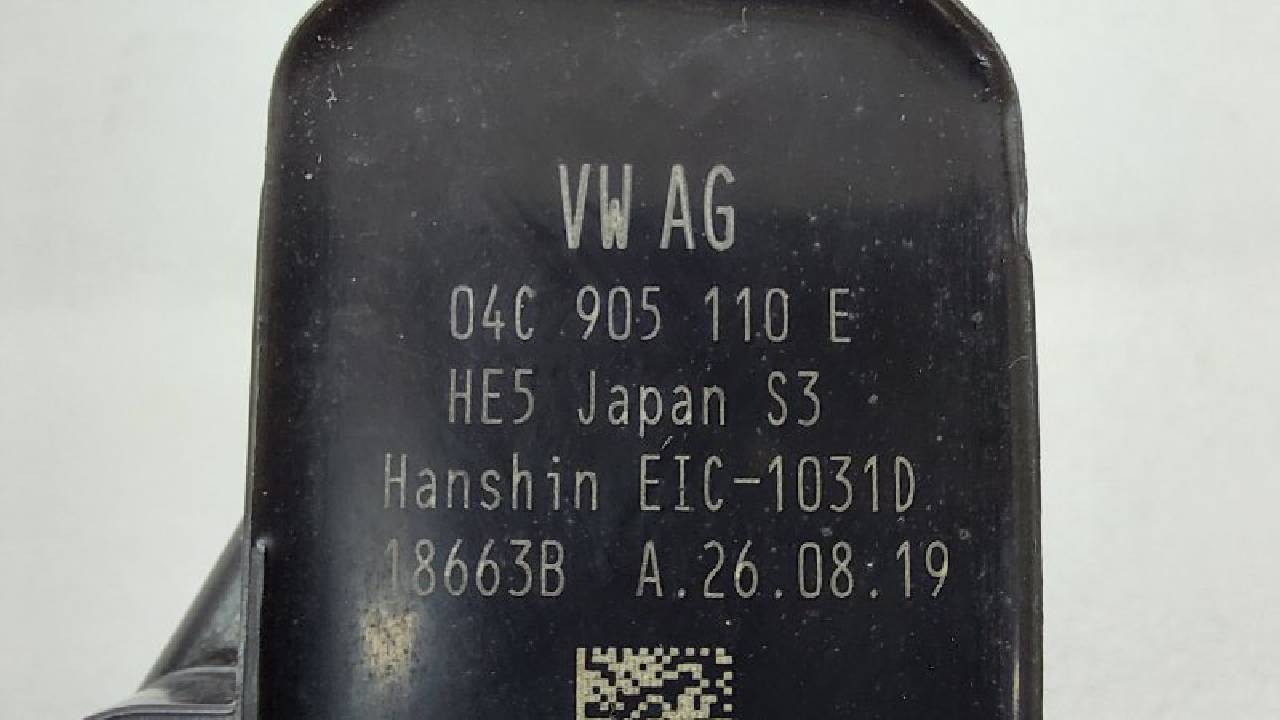 VW AG
04C 905 110 E
HE5 Japan S3
Hanshin EIC-1031D
18663B A.26.08.19